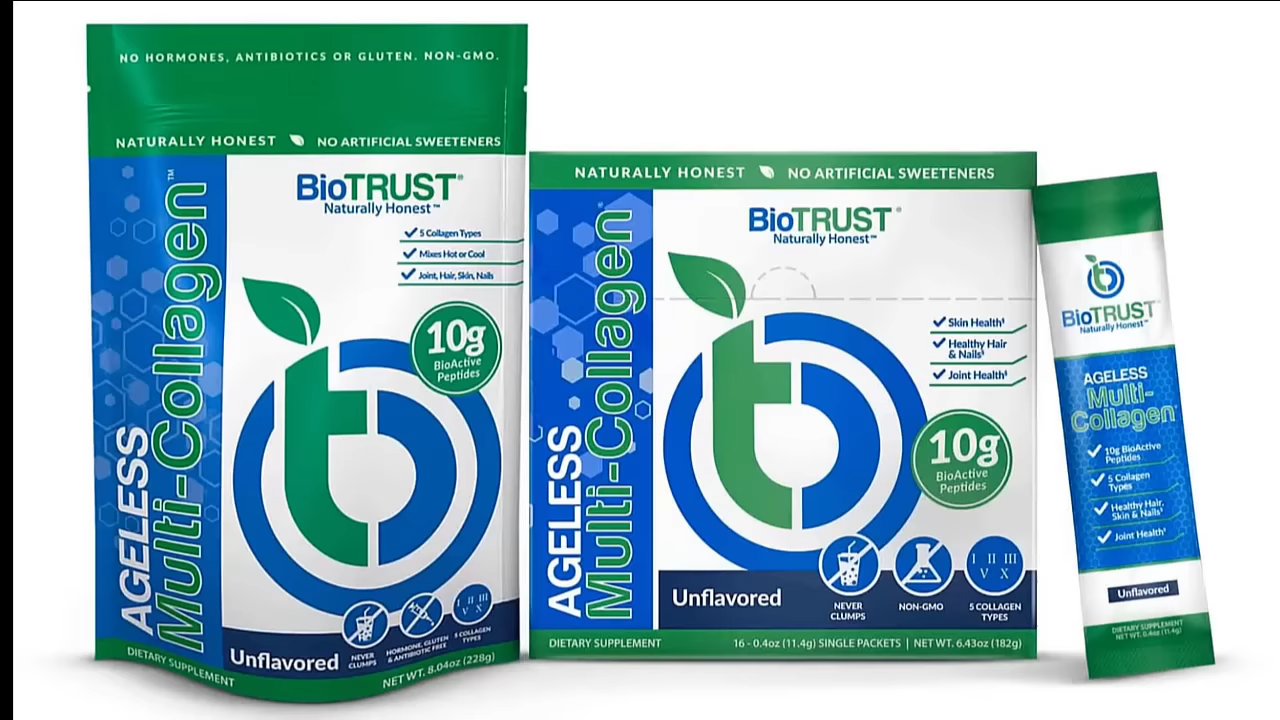 NO HORMONES, ANTIBIOTICS OR GLUTEN. NON-GMO.
NATURALLY HONEST NO ARTIFICIAL SWEETENERS
AGELESS
Multi-Collagen™
BioTRUST®
Naturally Honest™
5 Collagen Types
Mixes Hot or Cool
Joint, Hair, Skin, Nails
10g
BioActive
Peptides
Unflavored
NEVER
CLUMPS
HORMONE, GLUTEN
& ANTIBIOTIC FREE
I II III
V X
5 COLLAGEN
TYPES
DIETARY SUPPLEMENT
NET WT. 8.04oz (228g)
NATURALLY HONEST NO ARTIFICIAL SWEETENERS
AGELESS
Multi-Collagen
BioTRUST®
Naturally Honest™
Skin Health‡
Healthy Hair
& Nails‡
Joint Health‡
10g
BioActive
Peptides
Unflavored
NEVER
CLUMPS
NON-GMO
I II III
V X
5 COLLAGEN
TYPES
DIETARY SUPPLEMENT
16 - 0.4oz (11.4g) SINGLE PACKETS | NET WT. 6.43oz (182g)
BioTRUST
Naturally Honest™
AGELESS
Multi-
Collagen
10g BioActive
Peptides
5 Collagen
Types
Healthy Hair,
Skin & Nails‡
Joint Health‡
Unflavored
DIETARY SUPPLEMENT
NET WT. 0.4oz (11.4g)